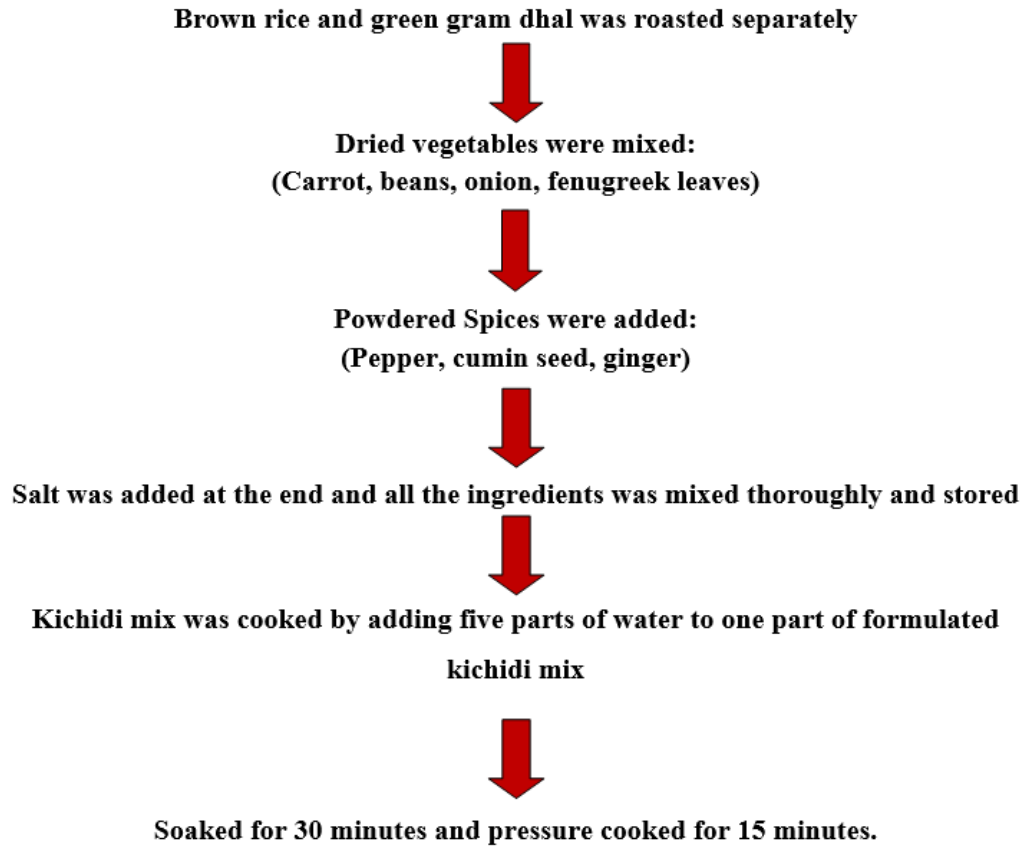 Brown rice and green gram dhal was roasted separately
Dried vegetables were mixed:
(Carrot, beans, onion, fenugreek leaves)
Powdered Spices were added:
(Pepper, cumin seed, ginger)
Salt was added at the end and all the ingredients was mixed thoroughly and stored
Kichidi mix was cooked by adding five parts of water to one part of formulated
kichidi mix
Soaked for 30 minutes and pressure cooked for 15 minutes.